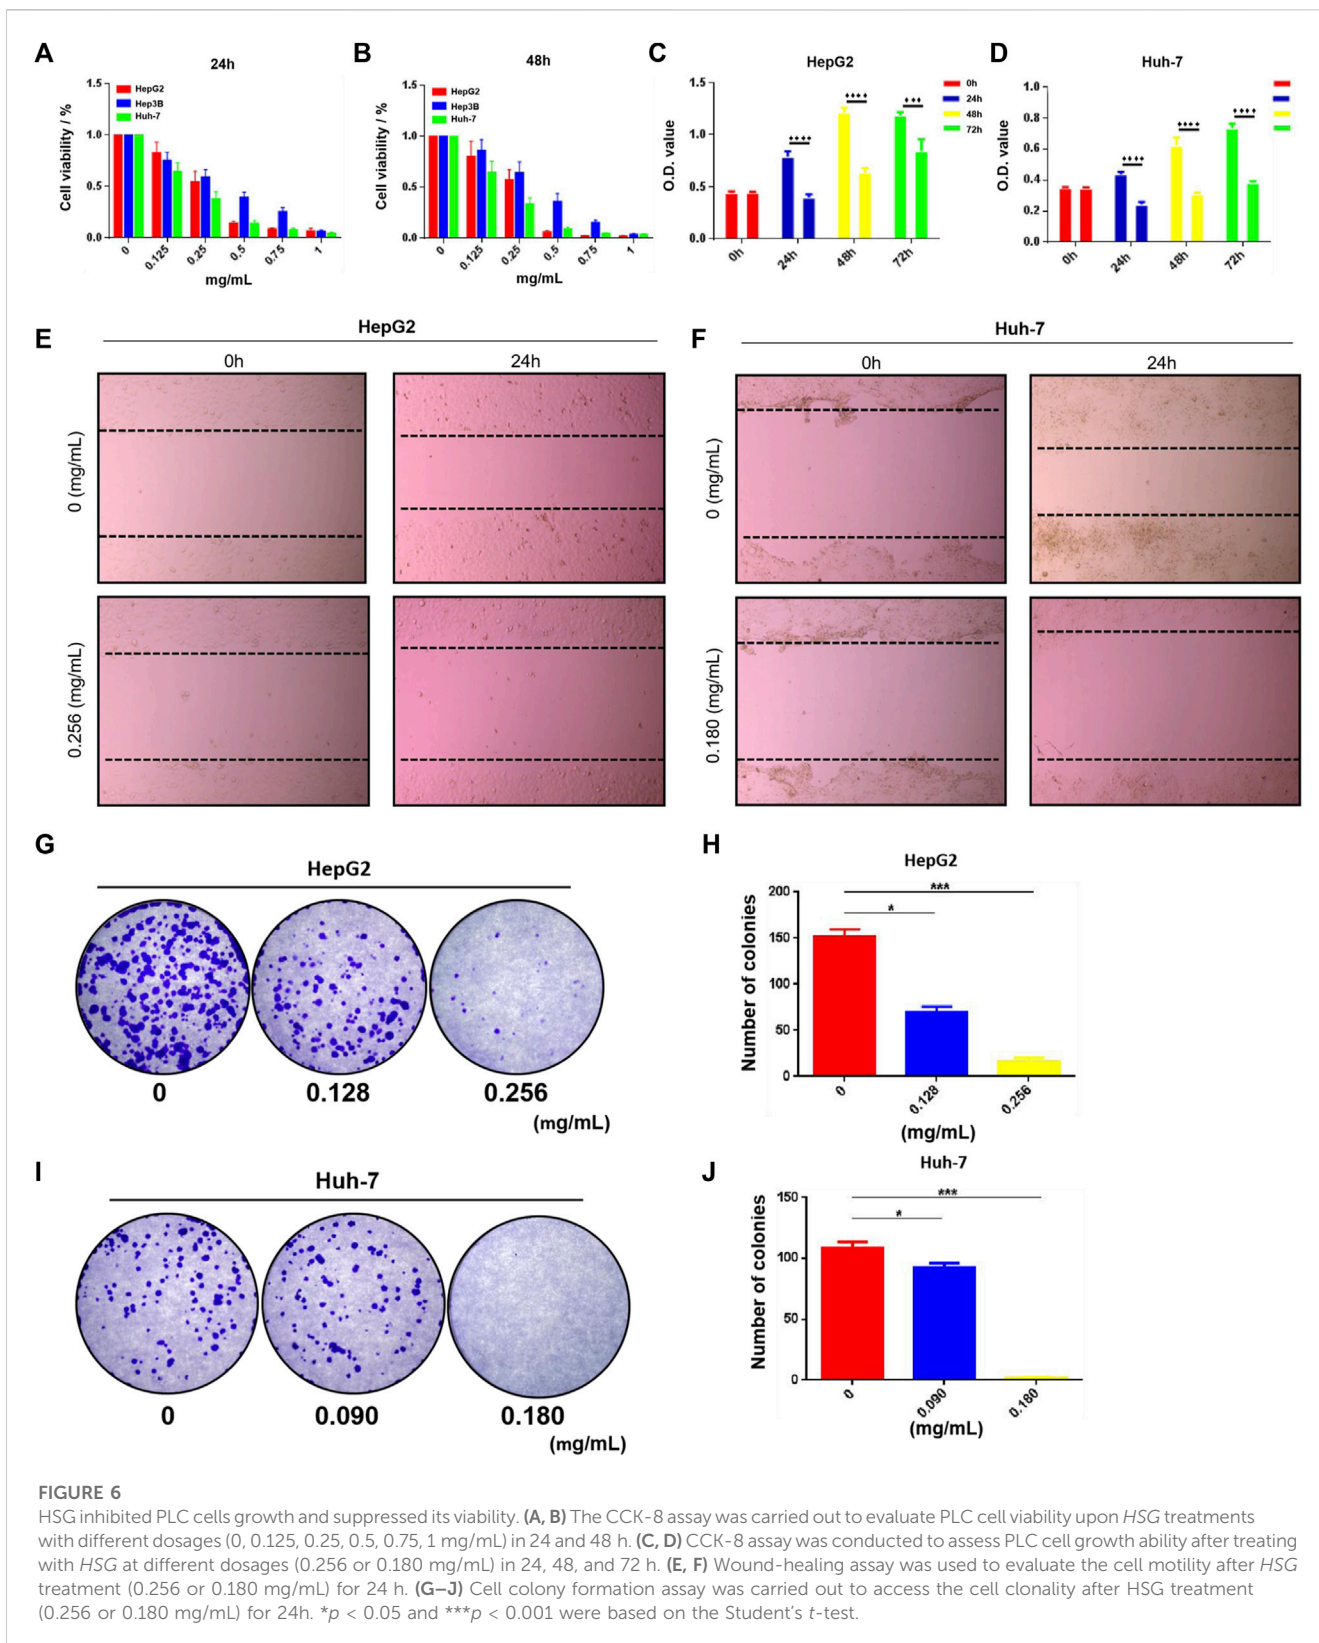 A
24h
Cell viability / %
1.5
1.0
0.5
0.0
HepG2
Hep3B
Huh-7
0
0.125
0.25
0.5
0.75
1
mg/mL
B
48h
Cell viability / %
1.5
1.0
0.5
0.0
HepG2
Hep3B
Huh-7
0
0.125
0.25
0.5
0.75
1
mg/mL
C
HepG2
O.D. value
1.5
1.0
0.5
0.0
0h
24h
48h
72h
0h
24h
48h
72h
D
Huh-7
O.D. value
1.0
0.8
0.6
0.4
0.2
0.0
0h
24h
48h
72h
E
HepG2
0h
24h
0 (mg/mL)
0.256 (mg/mL)
F
Huh-7
0h
24h
0 (mg/mL)
0.180 (mg/mL)
G
HepG2
0
0.128
0.256
(mg/mL)
H
HepG2
Number of colonies
200
150
100
50
0
***
*
0
0.128
0.256
(mg/mL)
I
Huh-7
0
0.090
0.180
(mg/mL)
J
Huh-7
Number of colonies
150
100
50
0
***
*
0
0.090
0.180
(mg/mL)
FIGURE 6
HSG inhibited PLC cells growth and suppressed its viability. (A, B) The CCK-8 assay was carried out to evaluate PLC cell viability upon HSG treatments
with different dosages (0, 0.125, 0.25, 0.5, 0.75, 1 mg/mL) in 24 and 48 h. (C, D) CCK-8 assay was conducted to assess PLC cell growth ability after treating
with HSG at different dosages (0.256 or 0.180 mg/mL) in 24, 48, and 72 h. (E, F) Wound-healing assay was used to evaluate the cell motility after HSG
treatment (0.256 or 0.180 mg/mL) for 24 h. (G–J) Cell colony formation assay was carried out to access the cell clonality after HSG treatment
(0.256 or 0.180 mg/mL) for 24h. *p < 0.05 and ***p < 0.001 were based on the Student's t-test.